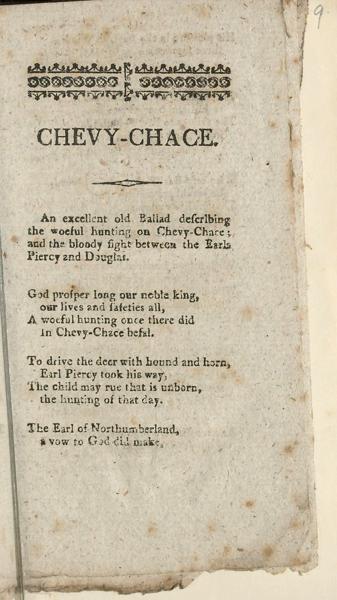 9.
CHEVY-CHACE.
An excellent old Ballad deſcrIbing
the woeful hunting on Chevy-Chace;
and the bloody fight between the Earls
Piercy and Douglas.
God proſper long our noble king,
our lives and ſafeties all,
A woeful hunting once there did
in Chevy-Chace befal.
To drive the deer with hound and horn,
Earl Piercy took his way,
The child may rue that is unborn,
the hunting of that day.
The Earl of Northumberland,
a vow to God did make,